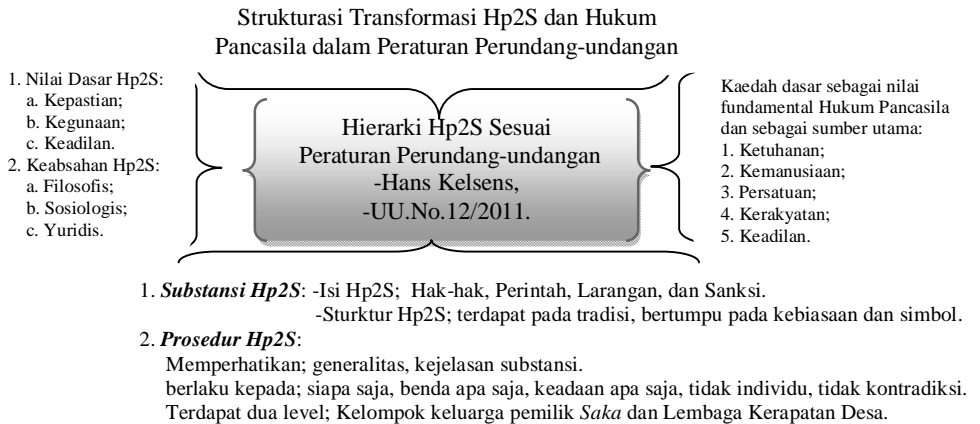 Strukturasi Transformasi Hp2S dan Hukum
Pancasila dalam Peraturan Perundang-undangan
1. Nilai Dasar Hp2S:
a. Kepastian;
b. Kegunaan;
c. Keadilan.
2. Keabsahan Hp2S:
a. Filosofis;
b. Sosiologis;
c. Yuridis.
Hierarki Hp2S Sesuai
Peraturan Perundang-undangan
-Hans Kelsens,
-UU.No.12/2011.
Kaedah dasar sebagai nilai
fundamental Hukum Pancasila
dan sebagai sumber utama:
1. Ketuhanan;
2. Kemanusiaan;
3. Persatuan;
4. Kerakyatan;
5. Keadilan.
1. Substansi Hp2S: -Isi Hp2S; Hak-hak, Perintah, Larangan, dan Sanksi.
-Sturktur Hp2S; terdapat pada tradisi, bertumpu pada kebiasaan dan simbol.
2. Prosedur Hp2S:
Memperhatikan; generalitas, kejelasan substansi.
berlaku kepada; siapa saja, benda apa saja, keadaan apa saja, tidak individu, tidak kontradiksi.
Terdapat dua level; Kelompok keluarga pemilik Saka dan Lembaga Kerapatan Desa.